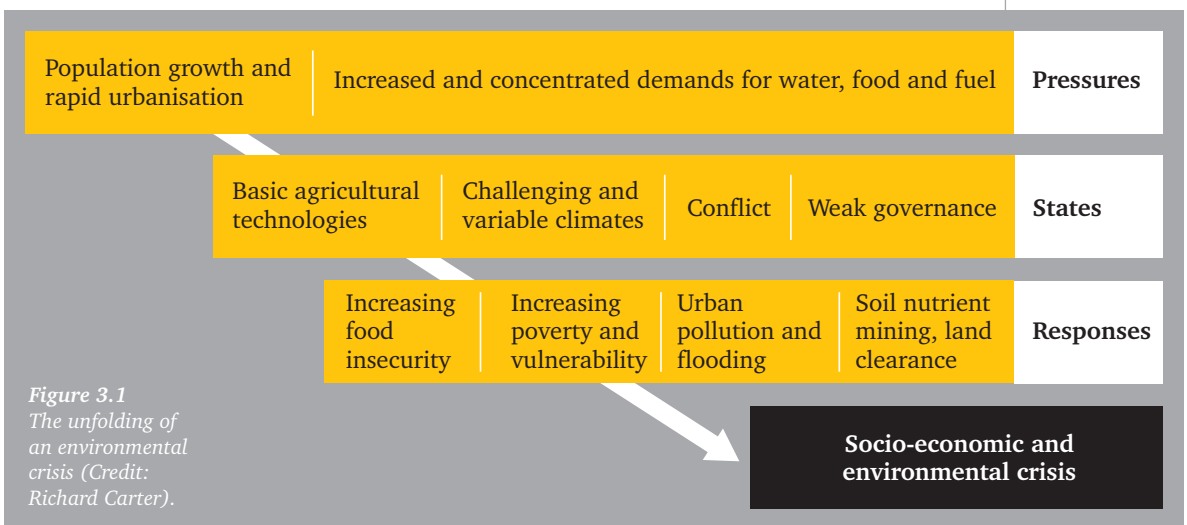 Population growth and
rapid urbanisation
Increased and concentrated demands for water, food and fuel
Pressures
Basic agricultural
technologies
Challenging and
variable climates
Conflict
Weak governance
States
Increasing
food
insecurity
Increasing
poverty and
vulnerability
Urban
pollution and
flooding
Soil nutrient
mining, land
clearance
Responses
Figure 3.1
The unfolding of
an environmental
crisis (Credit:
Richard Carter).
Socio-economic and
environmental crisis